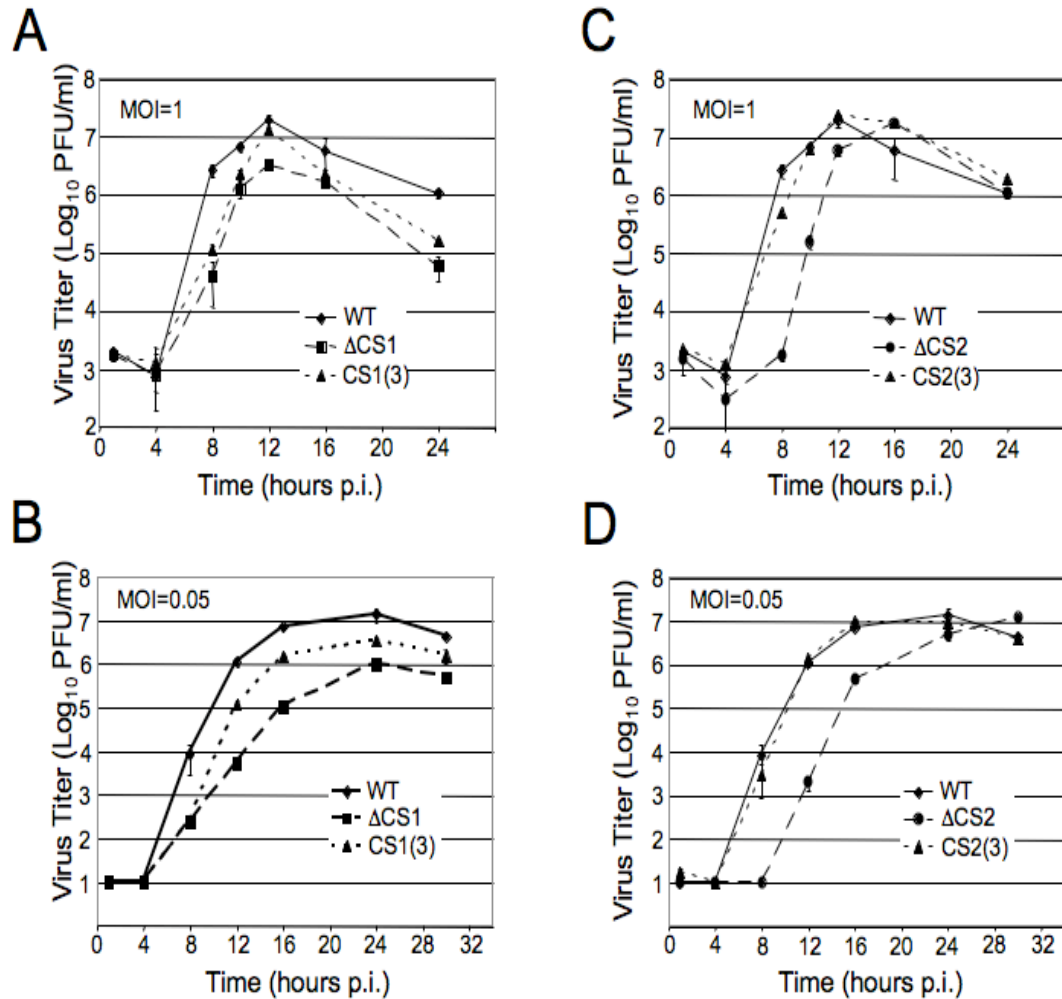 A
Virus Titer (Log10 PFU/ml)
8
7
6
5
4
3
2
MOI=1
WT
ΔCS1
CS1(3)
0 4 8 12 16 20 24
Time (hours p.i.)
C
Virus Titer (Log10 PFU/ml)
8
7
6
5
4
3
2
MOI=1
WT
ΔCS2
CS2(3)
0 4 8 12 16 20 24
Time (hours p.i.)
B
Virus Titer (Log10 PFU/ml)
8
7
6
5
4
3
2
1
MOI=0.05
WT
ΔCS1
CS1(3)
0 4 8 12 16 20 24 28 32
Time (hours p.i.)
D
Virus Titer (Log10 PFU/ml)
8
7
6
5
4
3
2
1
MOI=0.05
WT
ΔCS2
CS2(3)
0 4 8 12 16 20 24 28 32
Time (hours p.i.)